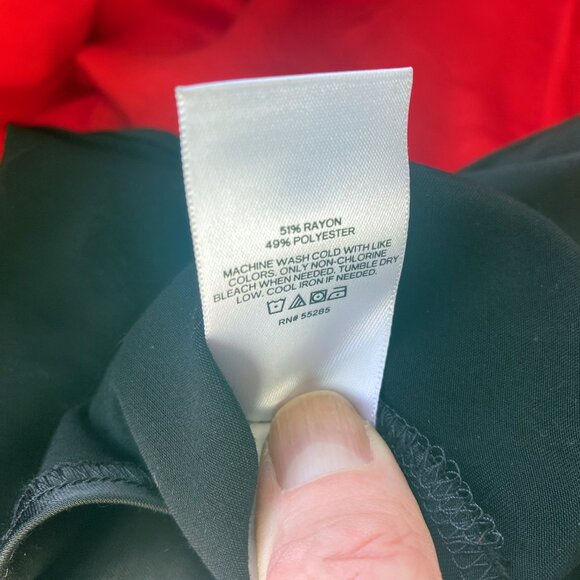 51% RAYON
49% POLYESTER
MACHINE WASH COLD WITH LIKE
COLORS. ONLY NON-CHLORINE
BLEACH WHEN NEEDED. TUMBLE DRY
LOW. COOL IRON IF NEEDED.
RN# 55285